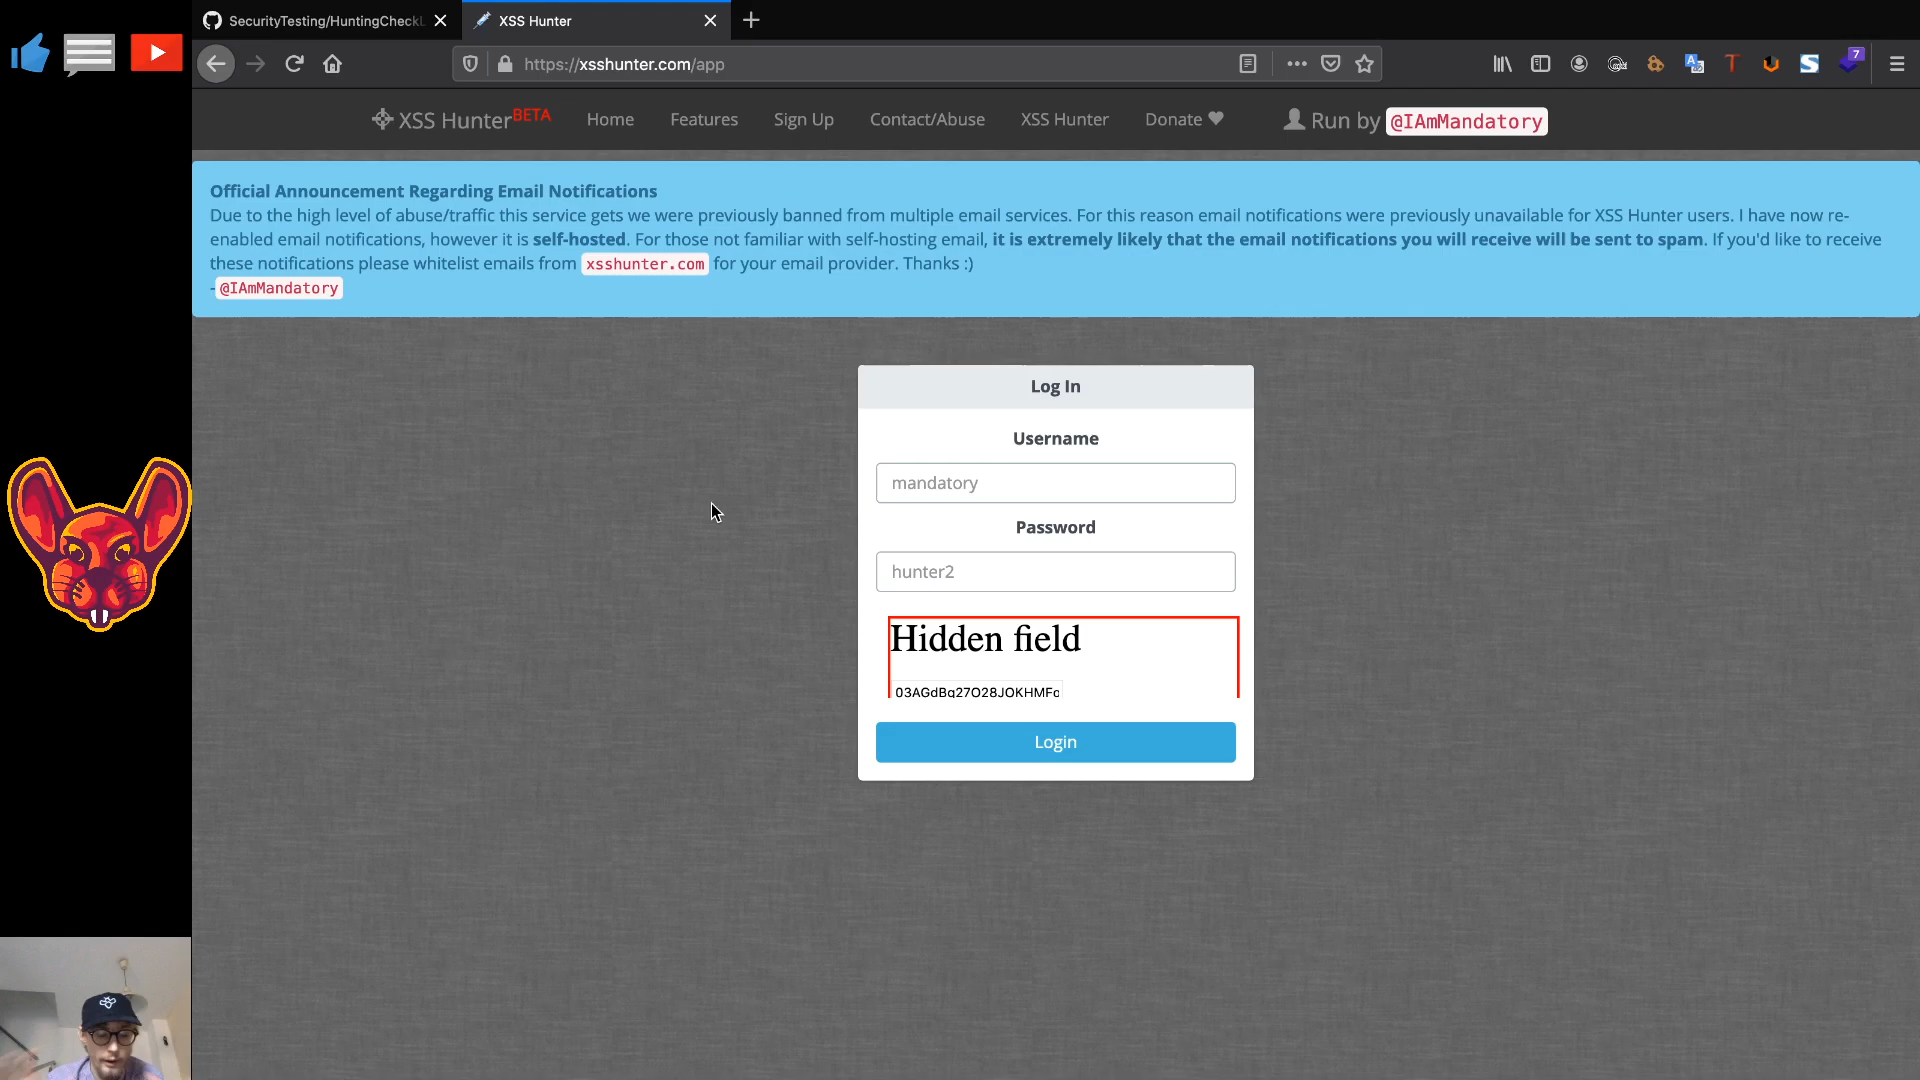 SecurityTesting/HuntingCheckL
XSS Hunter
https://xsshunter.com/app
7
XSS HunterBETA
Home
Features
Sign Up
Contact/Abuse
XSS Hunter
Donate ♥
Run by @IAmMandatory
Official Announcement Regarding Email Notifications
Due to the high level of abuse/traffic this service gets we were previously banned from multiple email services. For this reason email notifications were previously unavailable for XSS Hunter users. I have now re-
enabled email notifications, however it is self-hosted. For those not familiar with self-hosting email, it is extremely likely that the email notifications you will receive will be sent to spam. If you'd like to receive
these notifications please whitelist emails from xsshunter.com for your email provider. Thanks :)
-@IAmMandatory
Log In
Username
mandatory
Password
hunter2
Hidden field
Login